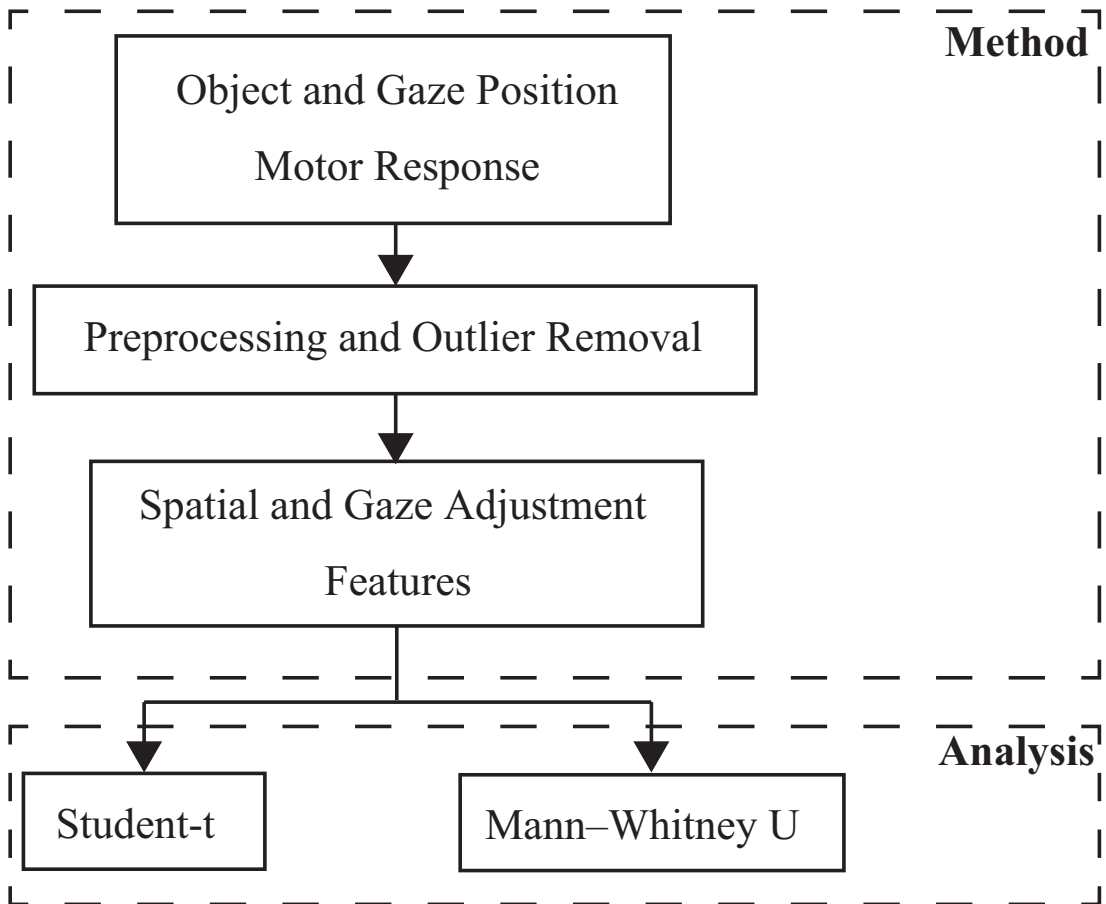 Method
Object and Gaze Position
Motor Response
Preprocessing and Outlier Removal
Spatial and Gaze Adjustment
Features
Analysis
Student-t
Mann–Whitney U